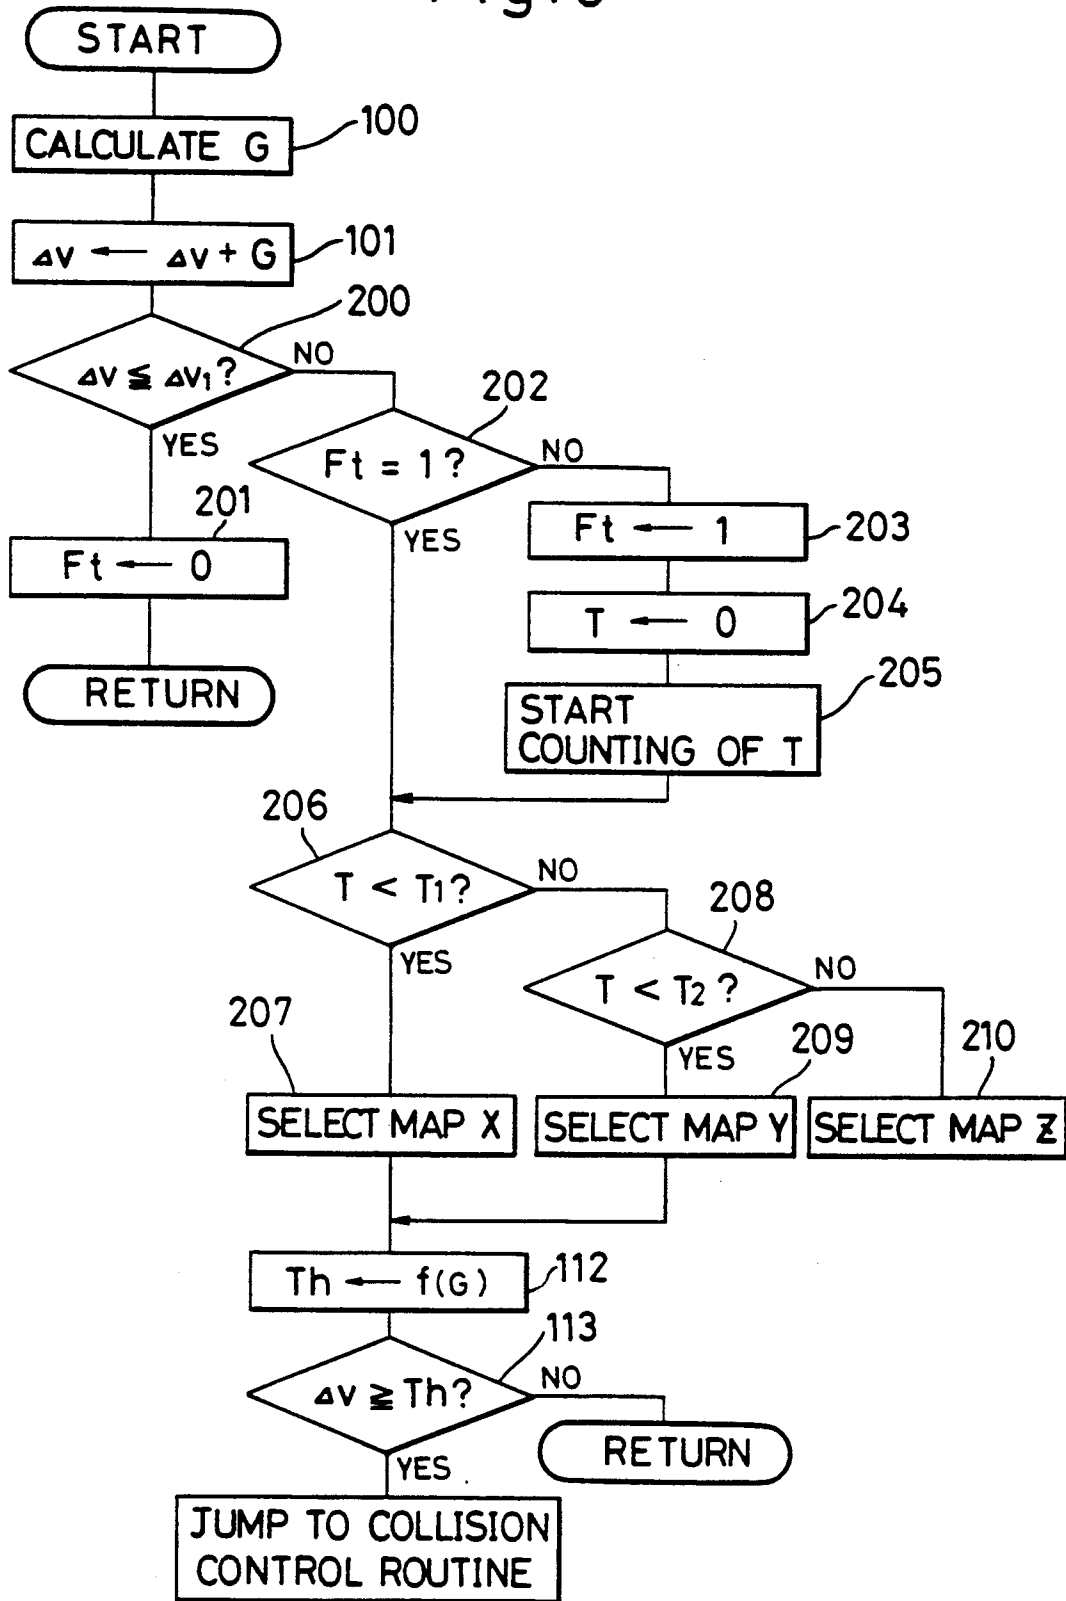 START
CALCULATE G
100
Δv ← Δv + G
101
200
Δv ≦ Δv1?
NO
YES
202
Ft = 1?
NO
YES
201
Ft ← 0
RETURN
Ft ← 1
203
T ← 0
204
205
START
COUNTING OF T
206
T < T1?
NO
YES
208
T < T2?
NO
YES
207
SELECT MAP X
209
SELECT MAP Y
210
SELECT MAP Z
Th ← f(G)
112
113
Δv ≧ Th?
NO
YES
RETURN
JUMP TO COLLISION
CONTROL ROUTINE